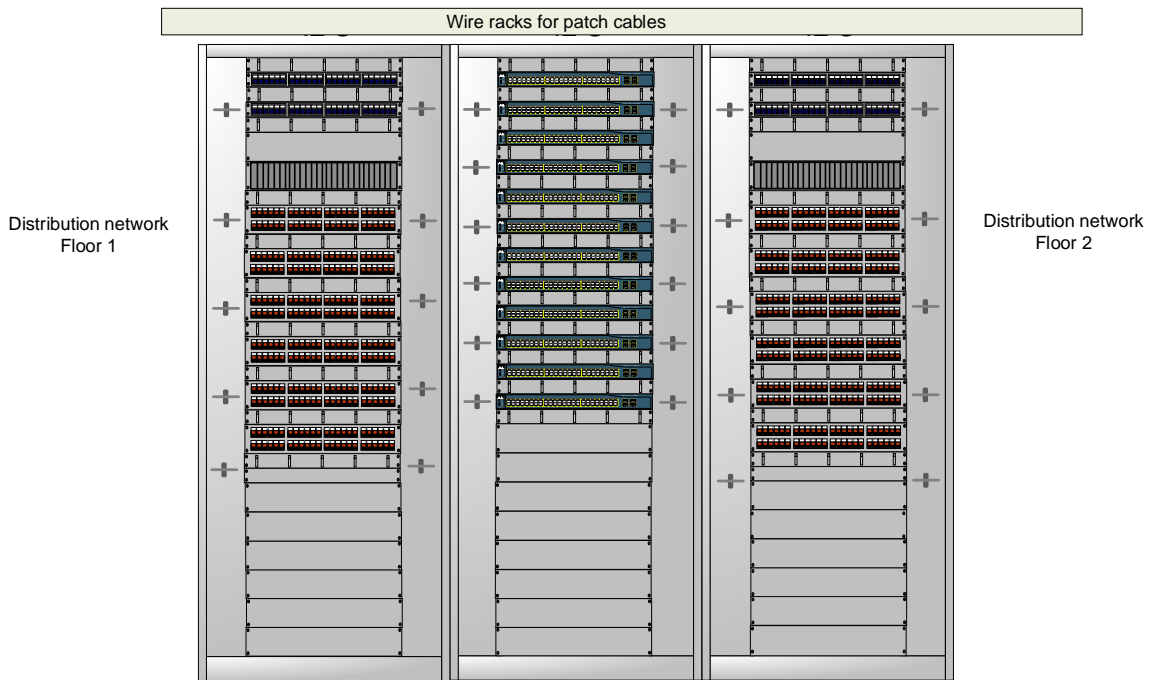 Wire racks for patch cables
Distribution network
Floor 1
Distribution network
Floor 2